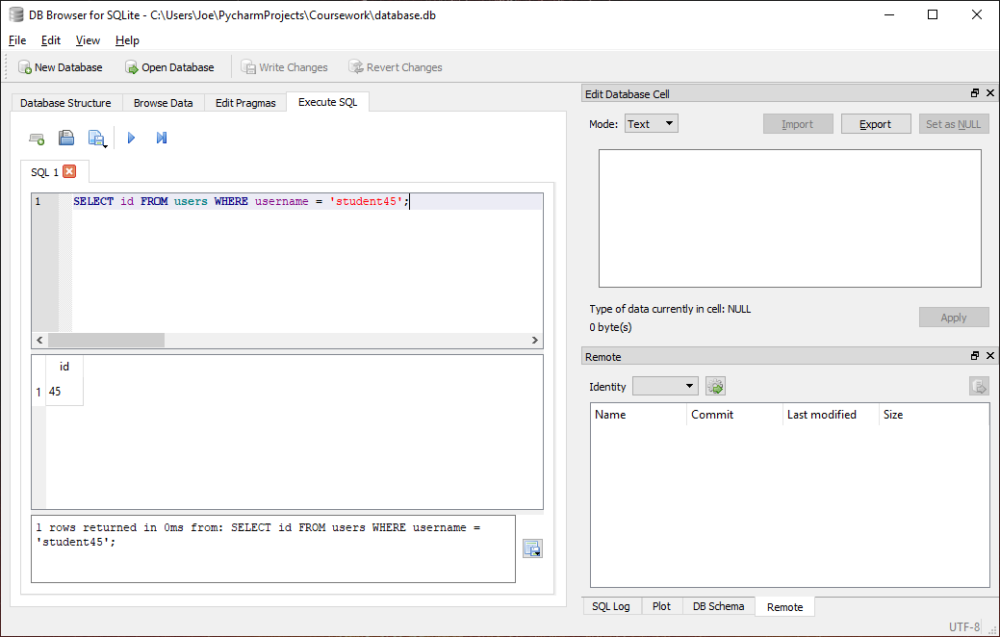 DB Browser for SQLite - C:\Users\Joe\PycharmProjects\Coursework\database.db
File Edit View Help
New Database Open Database Write Changes Revert Changes
Database Structure Browse Data Edit Pragmas Execute SQL
SQL 1
1 SELECT id FROM users WHERE username = 'student45';
id
1 45
1 rows returned in 0ms from: SELECT id FROM users WHERE username =
'student45';
Edit Database Cell
Mode: Text Import Export Set as NULL
Type of data currently in cell: NULL
0 byte(s)
Apply
Remote
Identity
Name Commit Last modified Size
SQL Log Plot DB Schema Remote
UTF-8